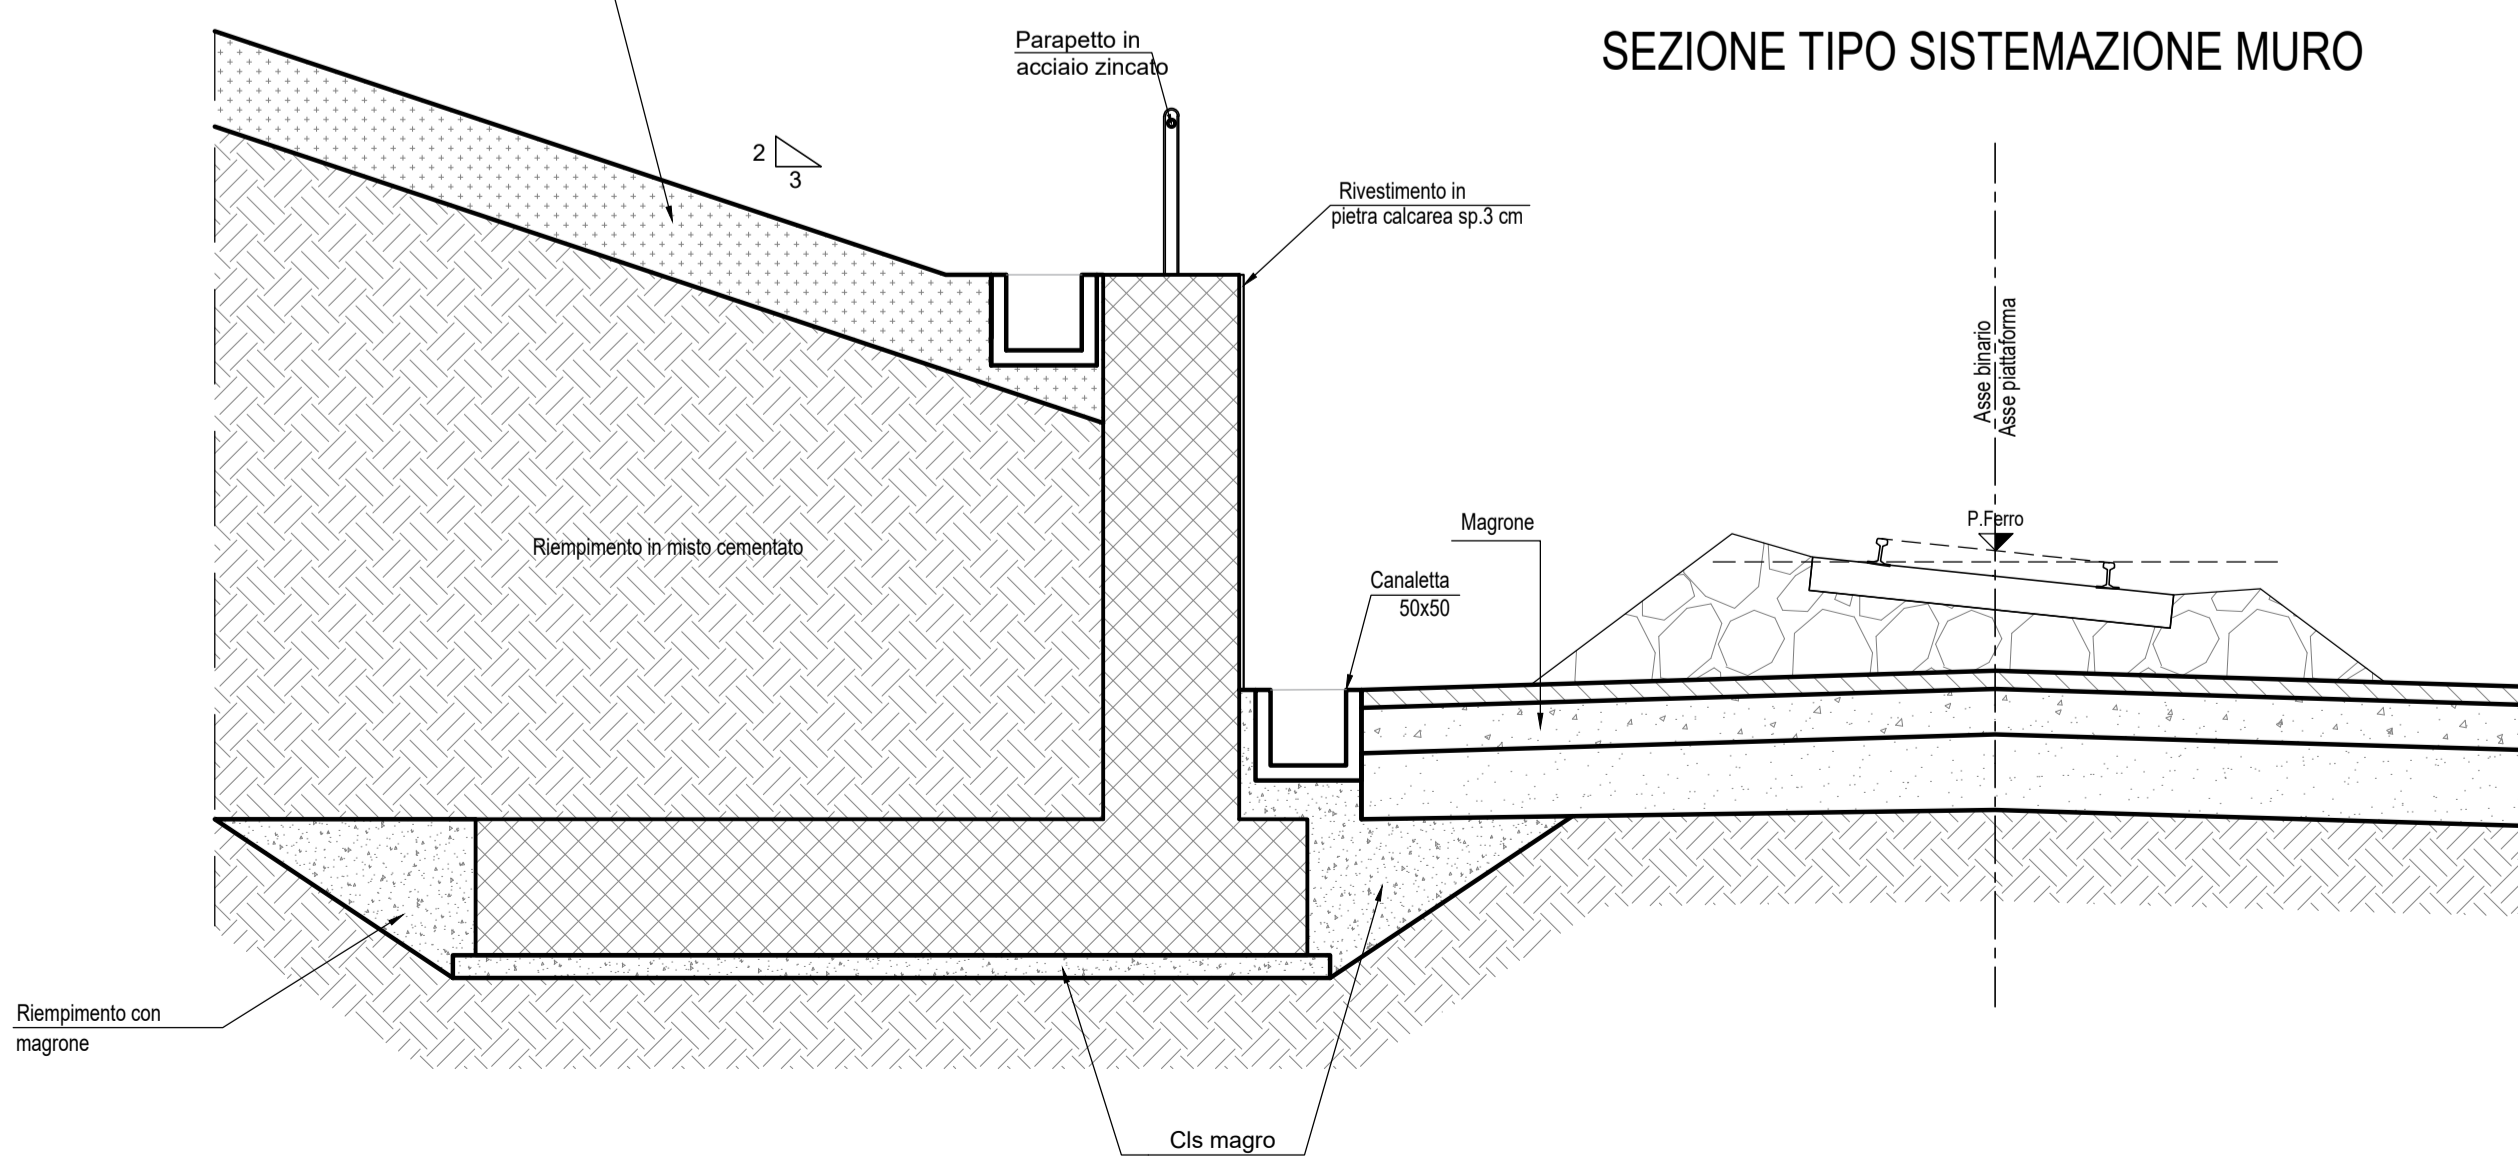 SEZIONE TIPO SISTEMAZIONE MURO
Parapetto in
acciaio zincato
2
3
Rivestimento in
pietra calcarea sp.3 cm
Asse binario
Asse piattaforma
P.Ferro
Magrone
Riempimento in misto cementato
Canaletta
50x50
Riempimento con
magrone
Cls magro